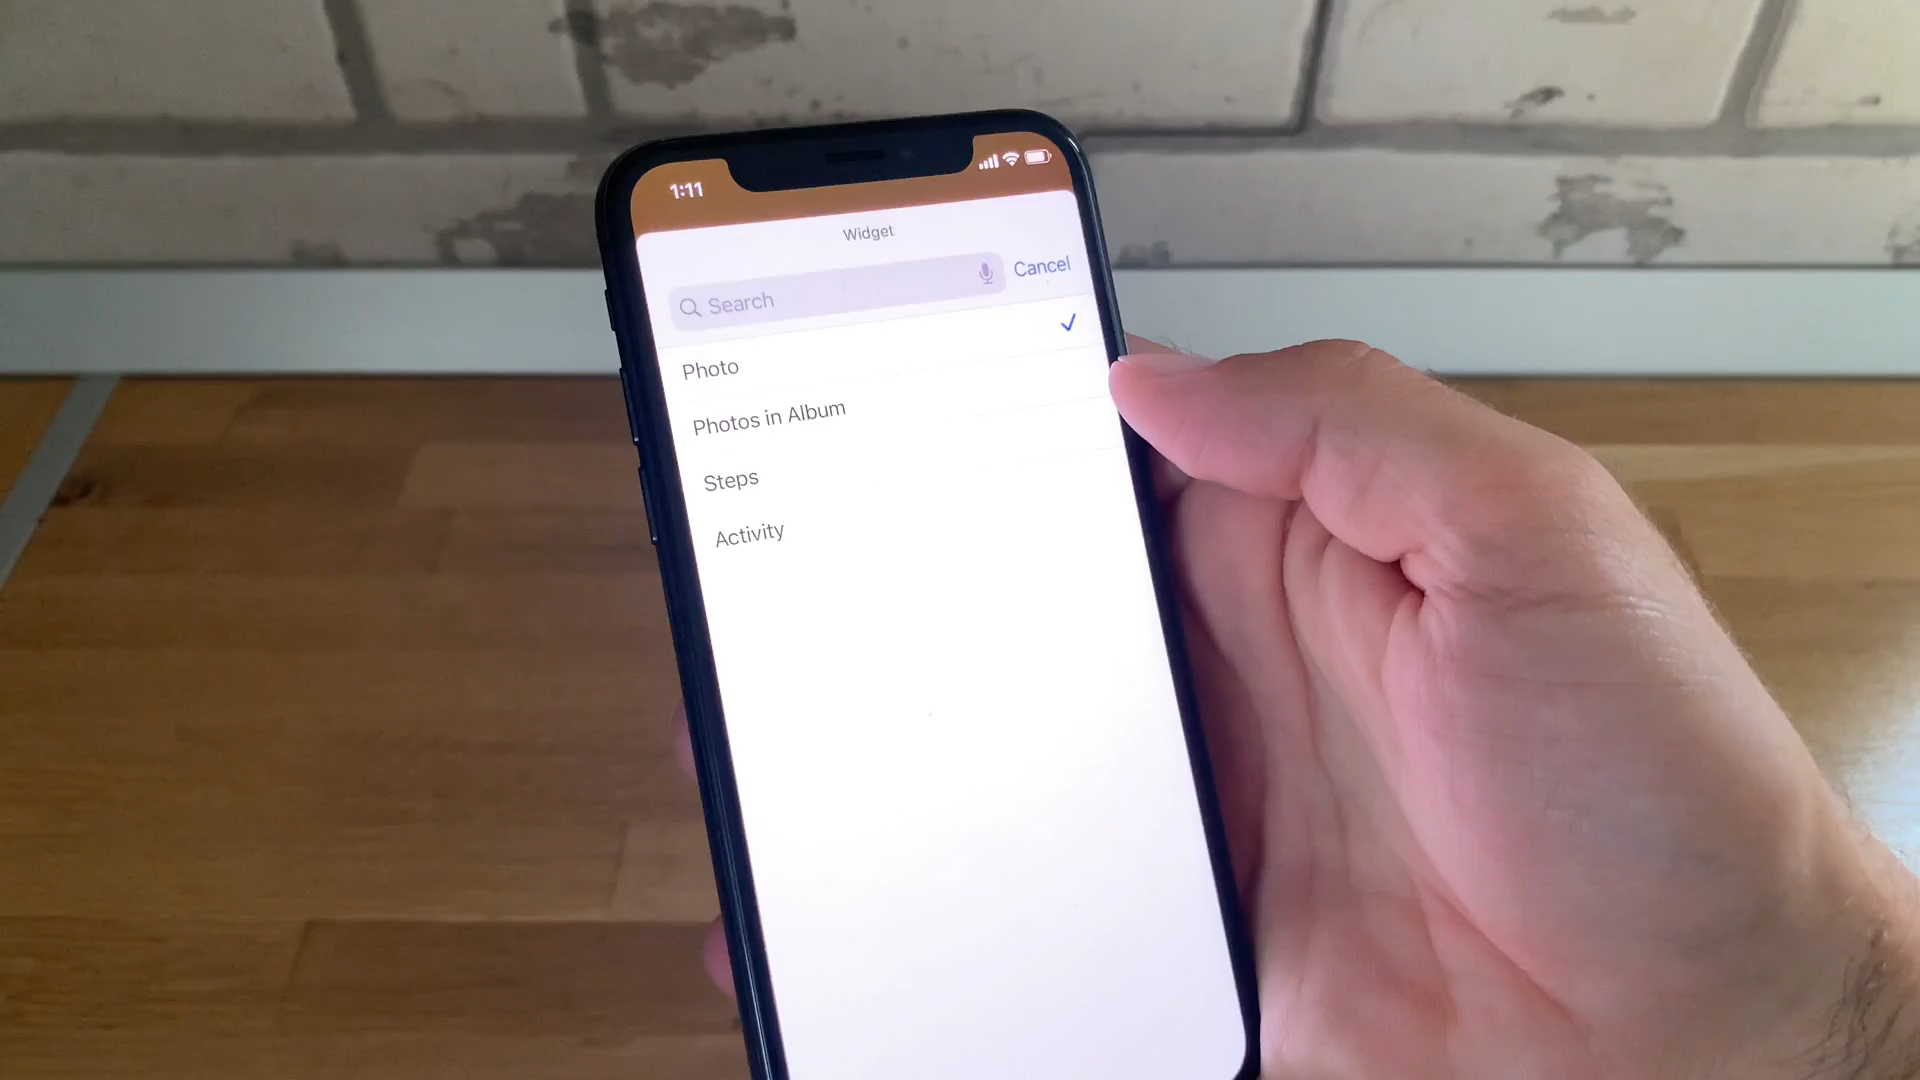 1:11
Widget
Search
Cancel
Photo
Photos in Album
Steps
Activity